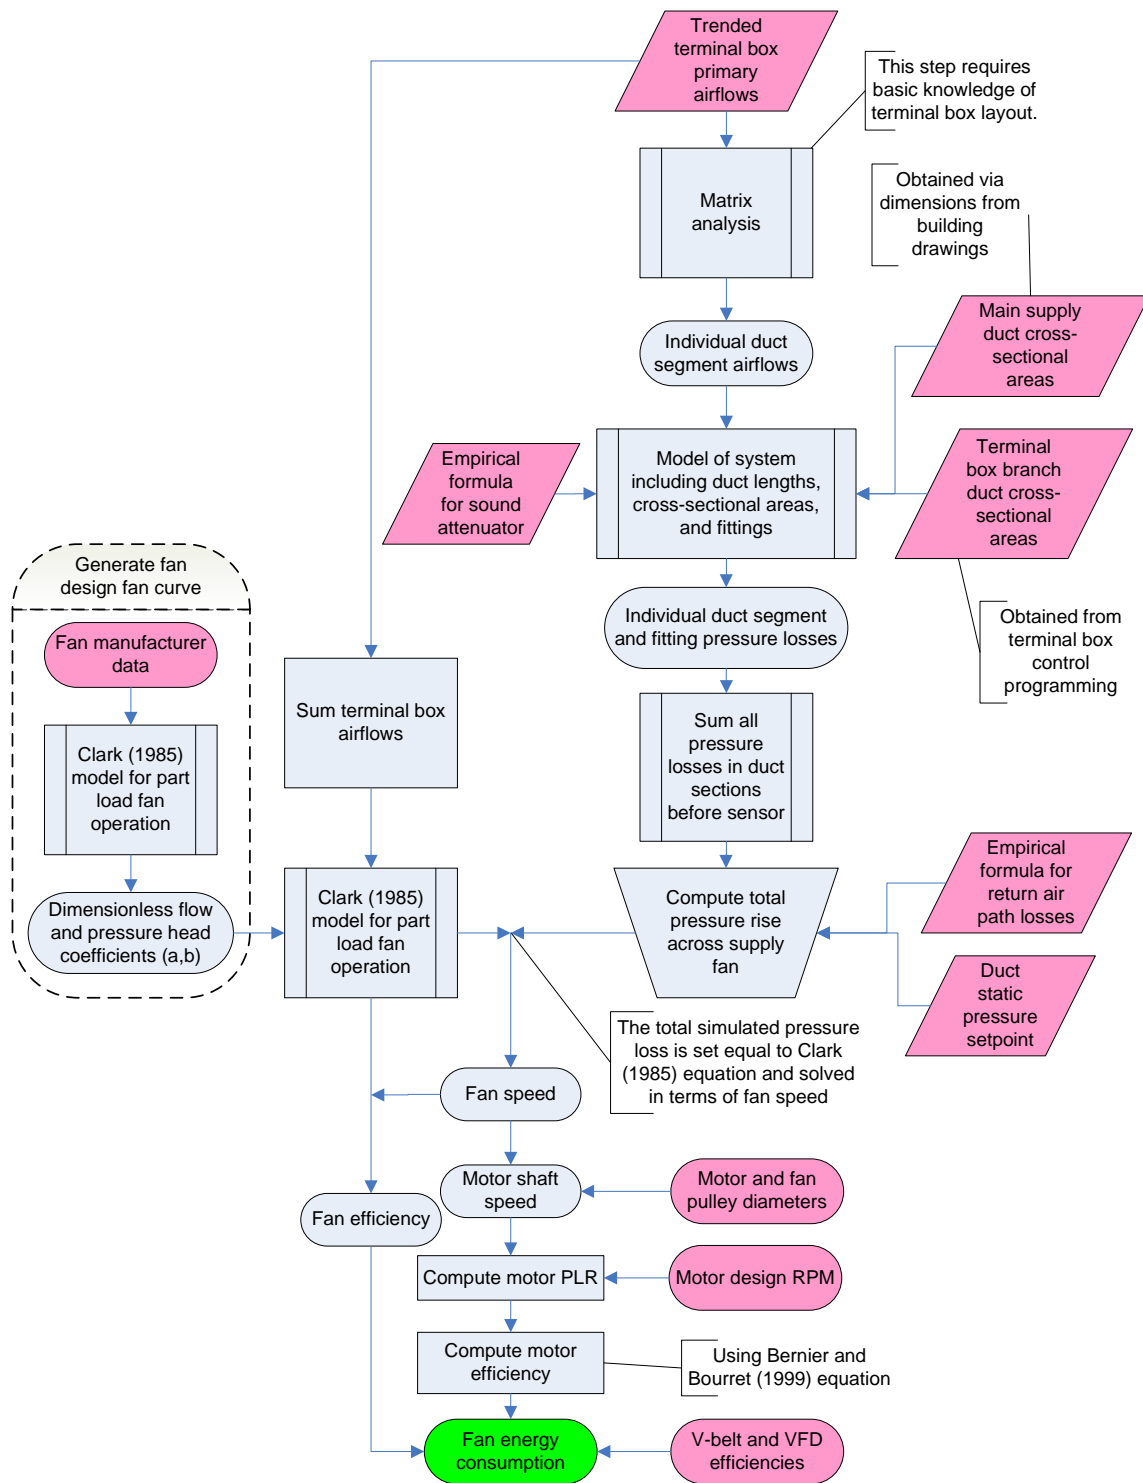 Trended
terminal box
primary
airflows
This step requires
basic knowledge of
terminal box layout.
Matrix
analysis
Obtained via
dimensions from
building
drawings
Individual duct
segment airflows
Main supply
duct cross-
sectional
areas
Empirical
formula
for sound
attenuator
Model of system
including duct lengths,
cross-sectional areas,
and fittings
Terminal
box branch
duct cross-
sectional
areas
Generate fan
design fan curve
Fan manufacturer
data
Clark (1985)
model for part
load fan
operation
Dimensionless flow
and pressure head
coefficients (a,b)
Individual duct segment
and fitting pressure losses
Obtained from
terminal box
control
programming
Sum terminal box
airflows
Sum all
pressure
losses in duct
sections
before sensor
Clark (1985)
model for part
load fan
operation
Compute total
pressure rise
across supply
fan
Empirical
formula for
return air
path losses
Duct
static
pressure
setpoint
The total simulated pressure
loss is set equal to Clark
(1985) equation and solved
in terms of fan speed
Fan speed
Motor shaft
speed
Motor and fan
pulley diameters
Fan efficiency
Compute motor PLR
Motor design RPM
Compute motor
efficiency
Using Bernier and
Bourret (1999) equation
Fan energy
consumption
V-belt and VFD
efficiencies